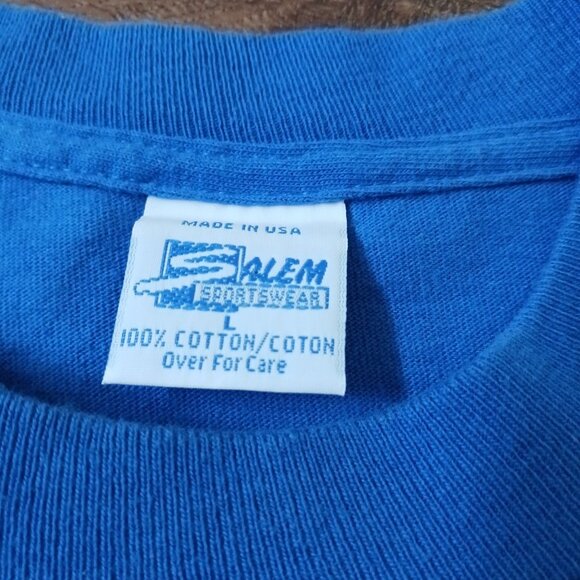 MADE IN USA
SALEM
SPORTSWEAR
L
100% COTTON/COTON
Over For Care